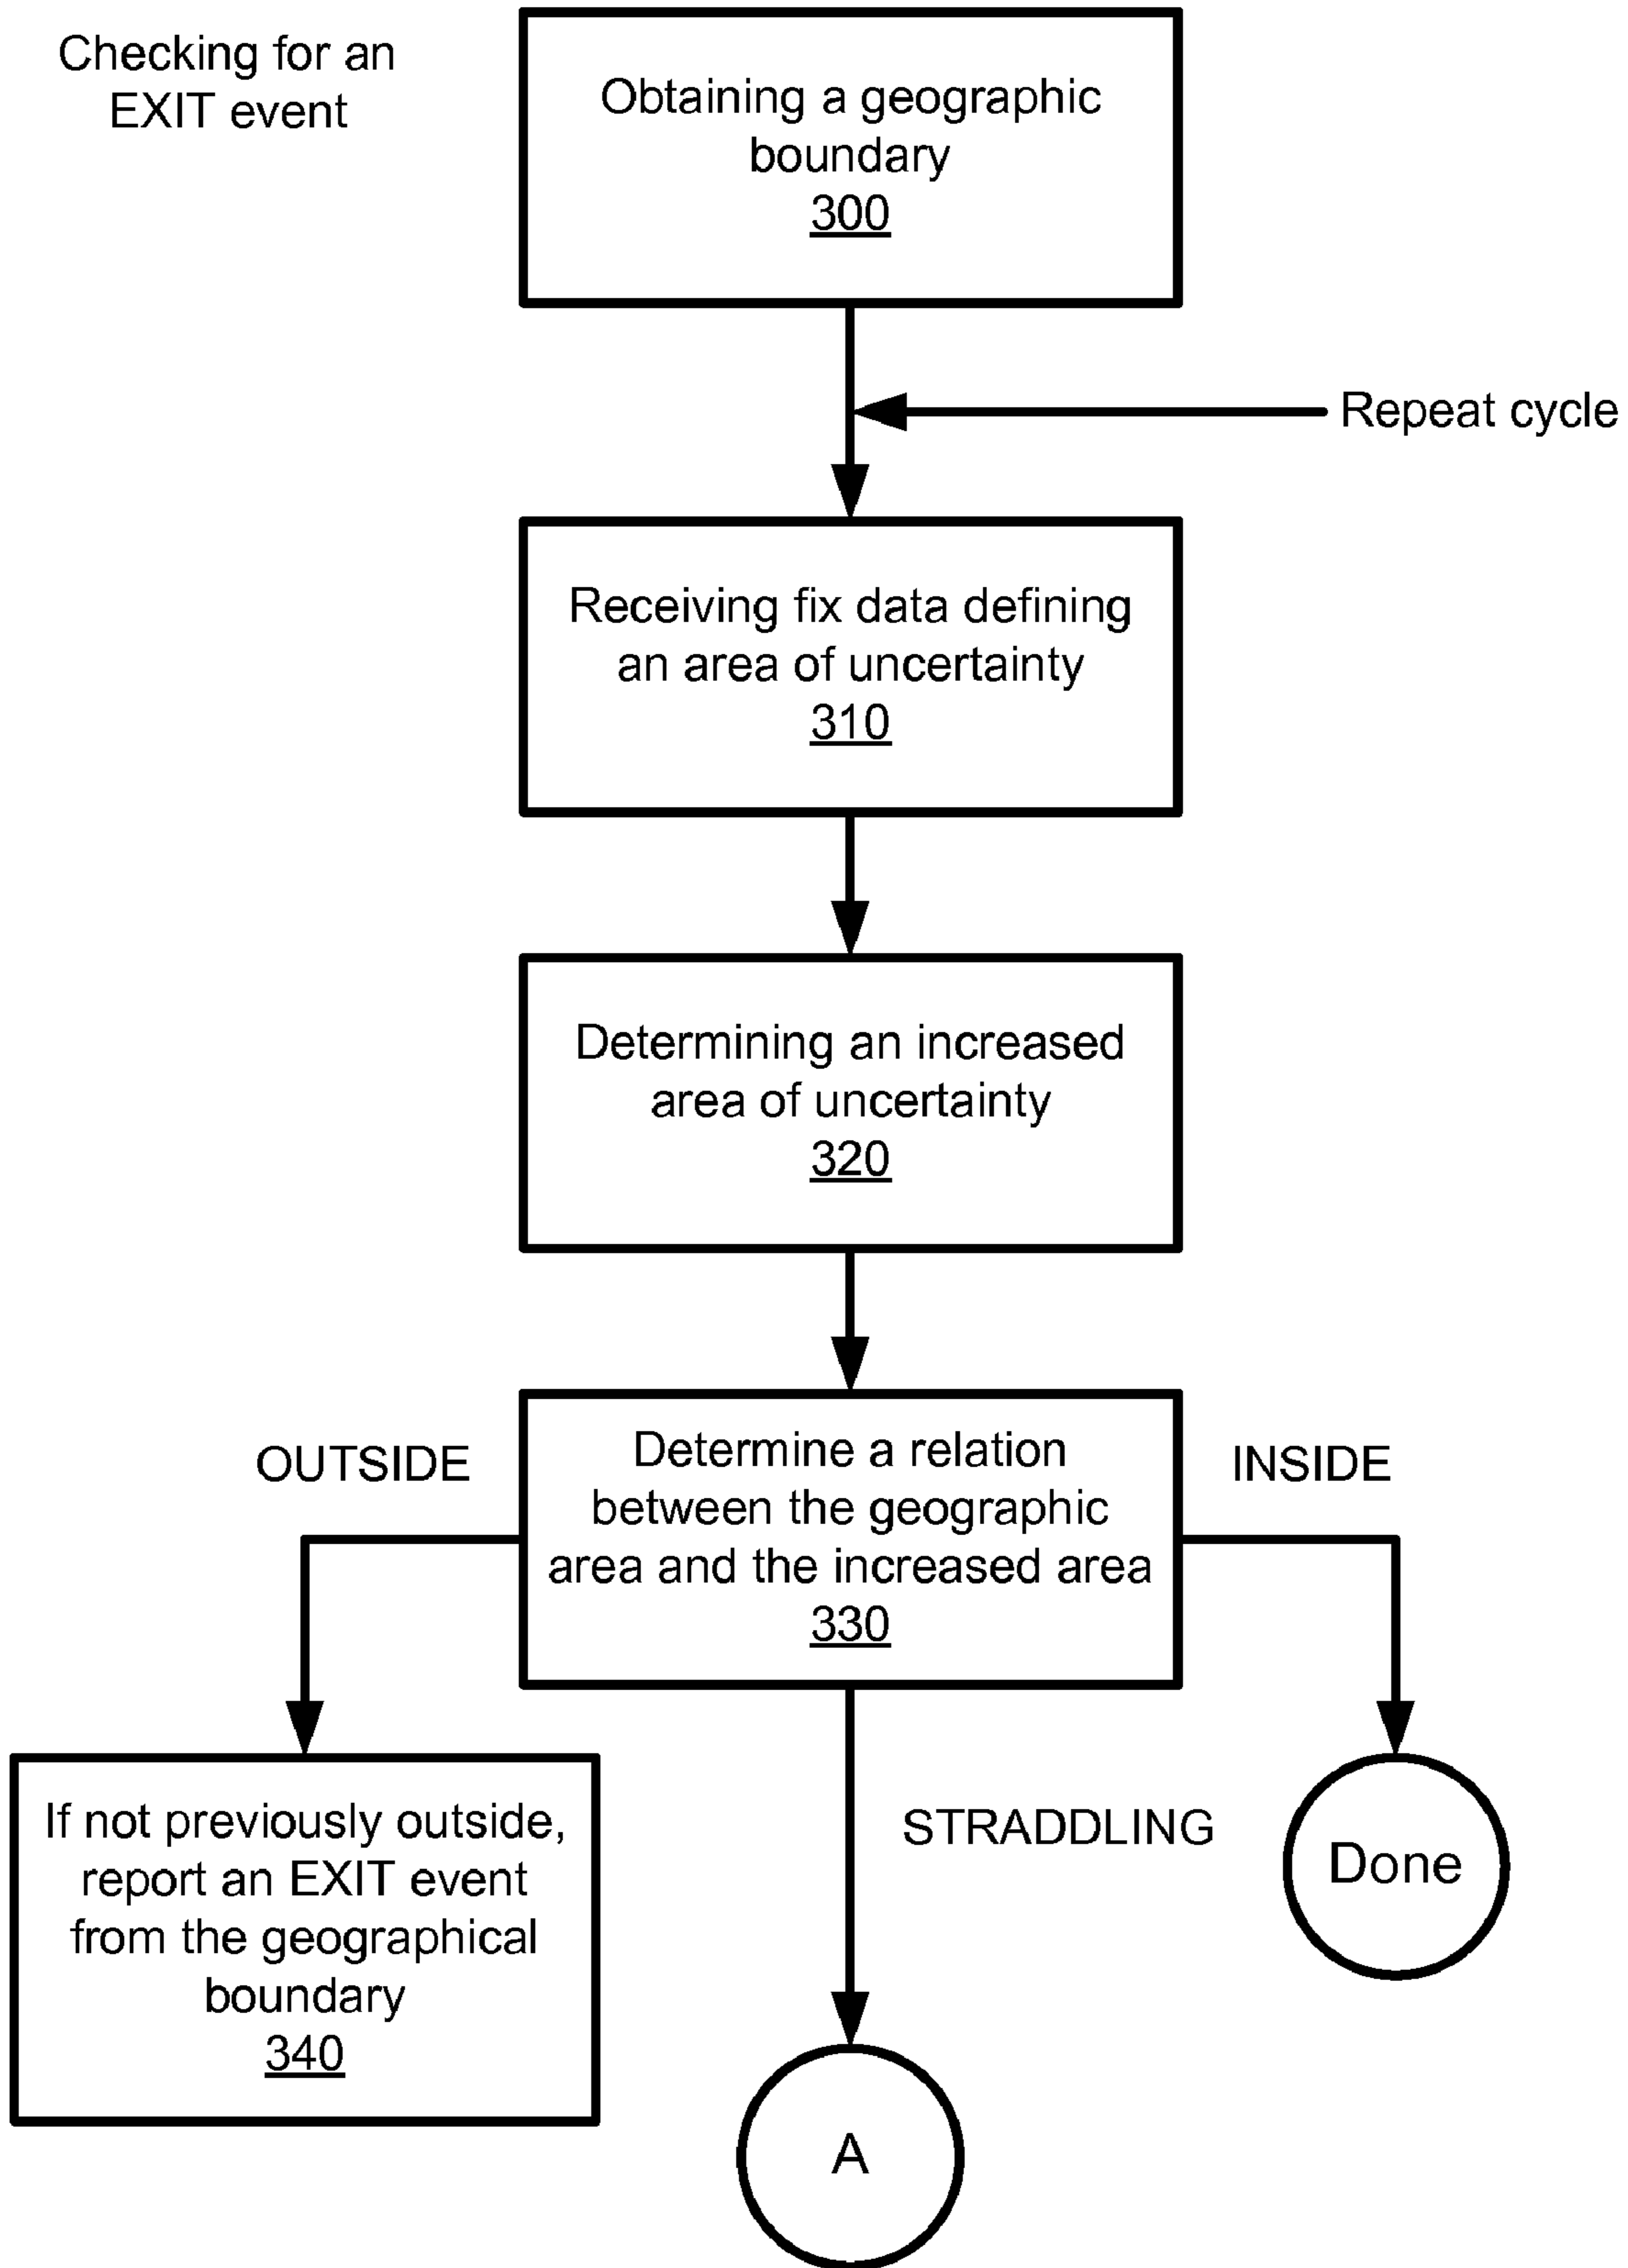 Checking for an
EXIT event
Obtaining a geographic
boundary
300
Repeat cycle
Receiving fix data defining
an area of uncertainty
310
Determining an increased
area of uncertainty
320
OUTSIDE
Determine a relation
between the geographic
area and the increased area
330
INSIDE
If not previously outside,
report an EXIT event
from the geographical
boundary
340
STRADDLING
Done
A